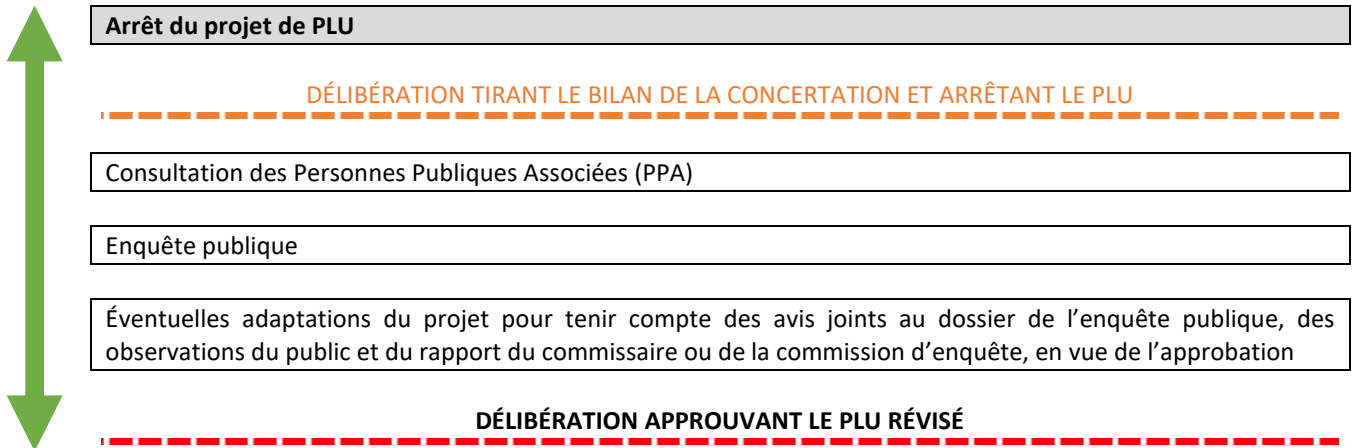 Arrêt du projet de PLU
DÉLIBÉRATION TIRANT LE BILAN DE LA CONCERTATION ET ARRÊTANT LE PLU
Consultation des Personnes Publiques Associées (PPA)
Enquête publique
Éventuelles adaptations du projet pour tenir compte des avis joints au dossier de l’enquête publique, des
observations du public et du rapport du commissaire ou de la commission d’enquête, en vue de l’approbation
DÉLIBÉRATION APPROUVANT LE PLU RÉVISÉ